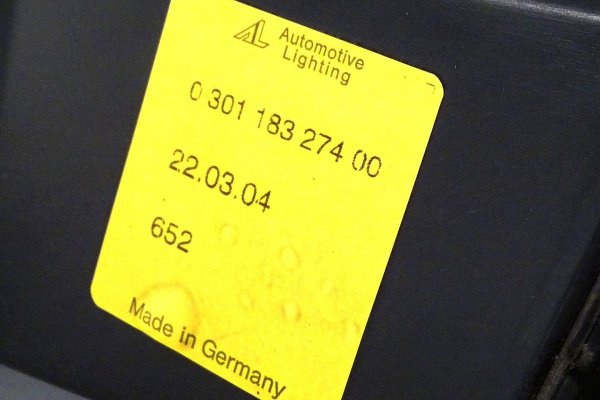 AL Automotive
Lighting
0 301 183 274 00
22.03.04
652
Made in Germany